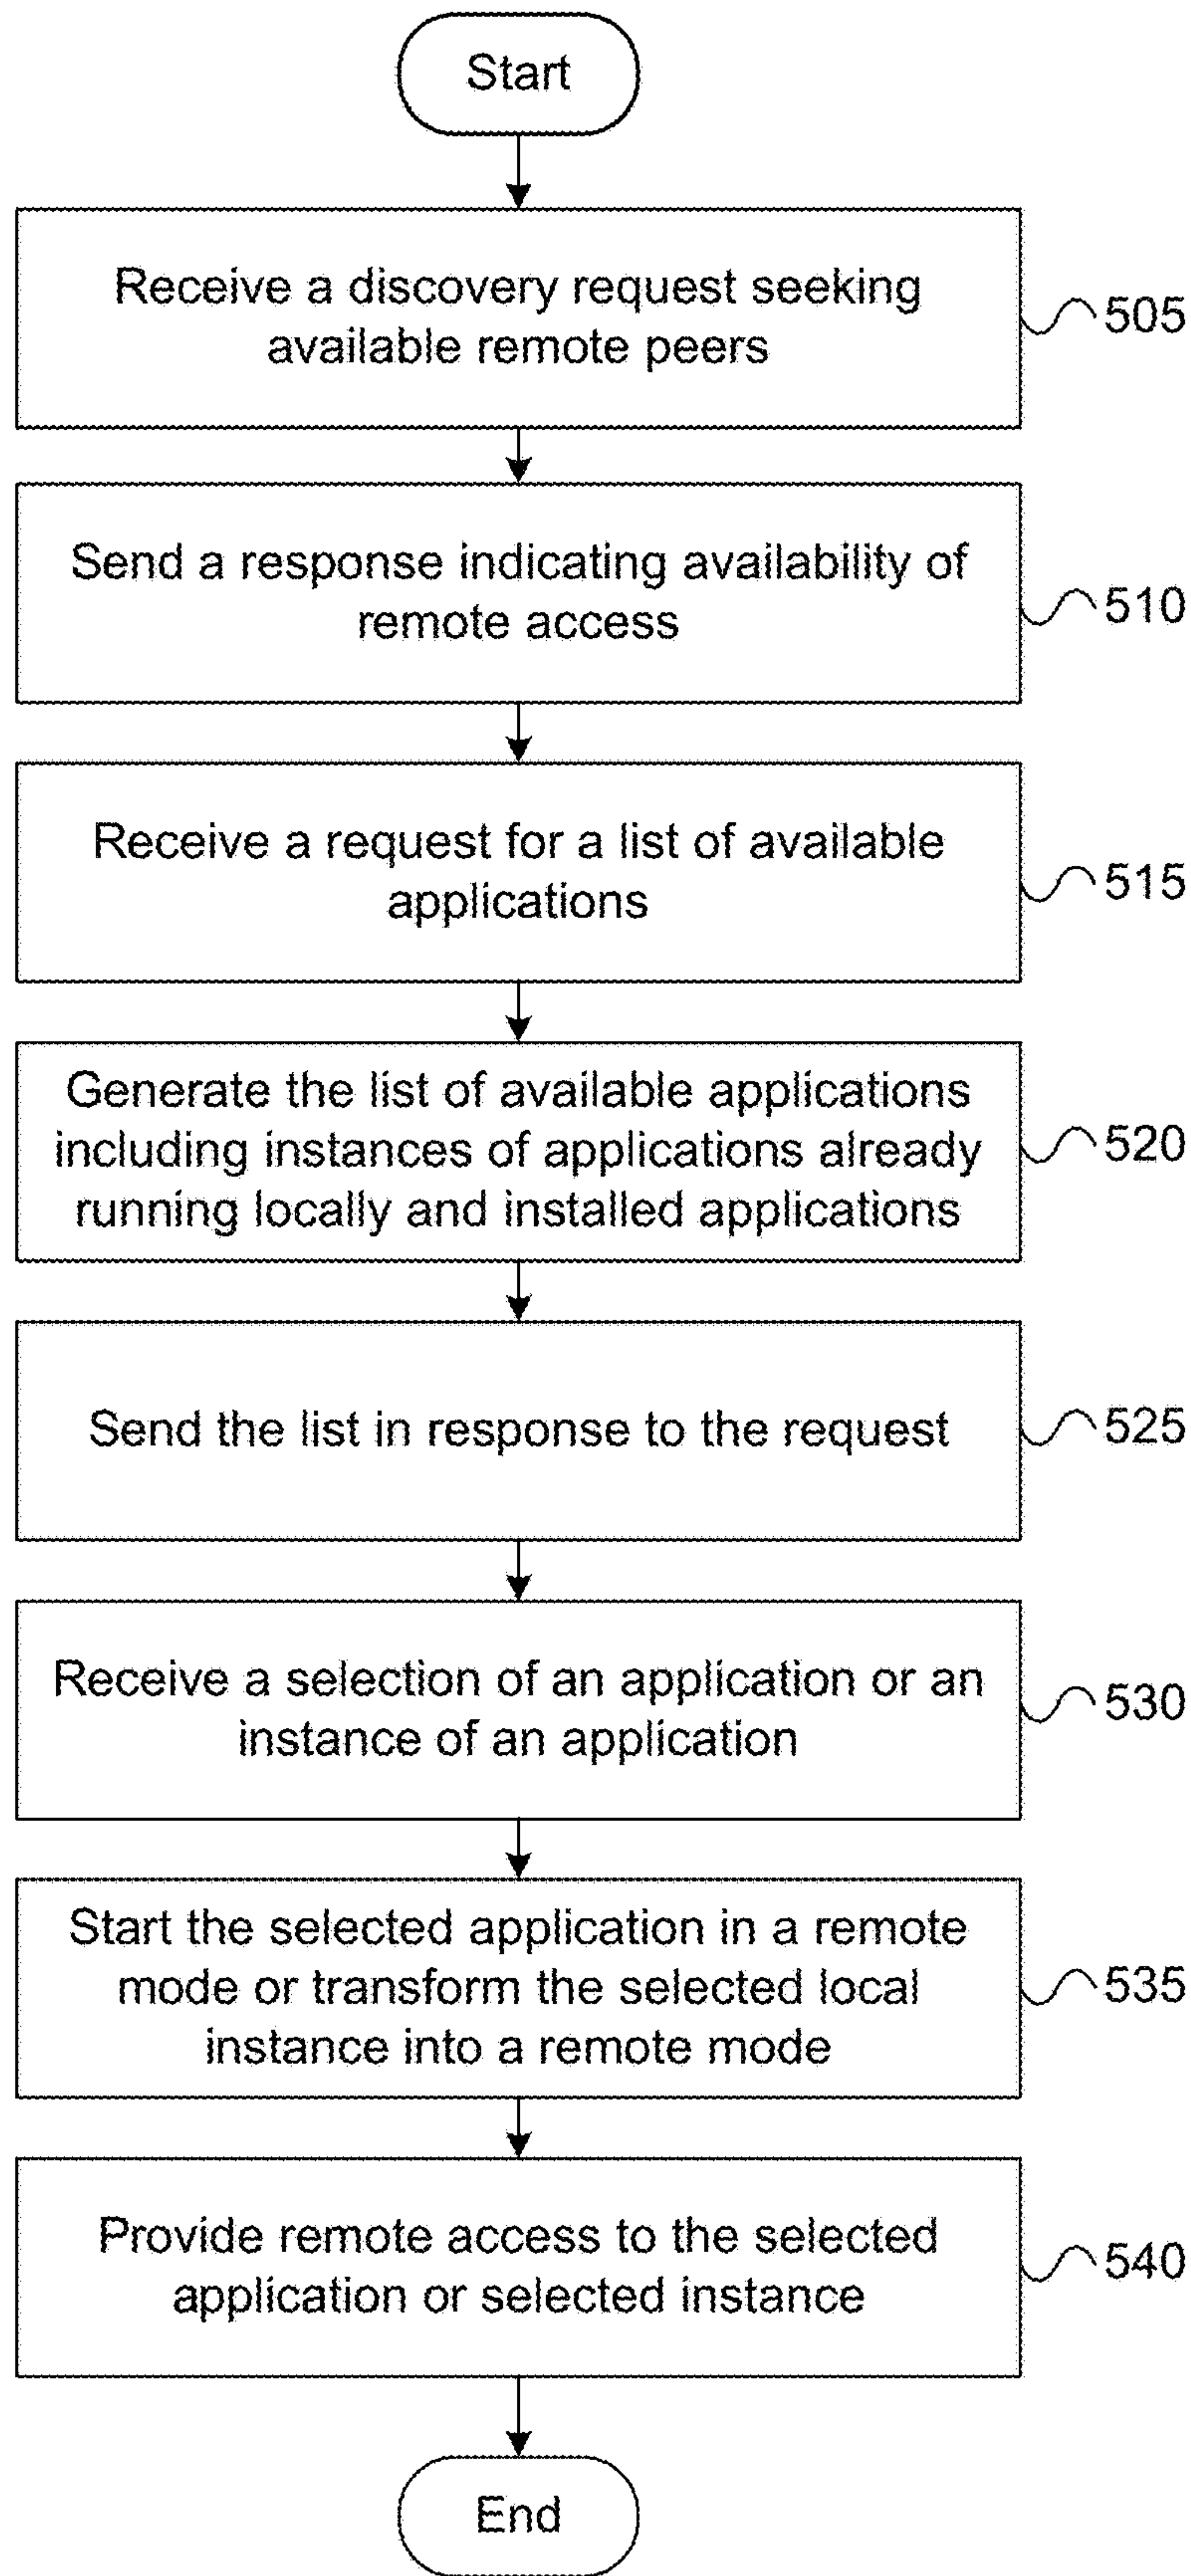 Start
Receive a discovery request seeking
available remote peers
505
Send a response indicating availability of
remote access
510
Receive a request for a list of available
applications
515
Generate the list of available applications
including instances of applications already
running locally and installed applications
520
Send the list in response to the request
525
Receive a selection of an application or an
instance of an application
530
Start the selected application in a remote
mode or transform the selected local
instance into a remote mode
535
Provide remote access to the selected
application or selected instance
540
End